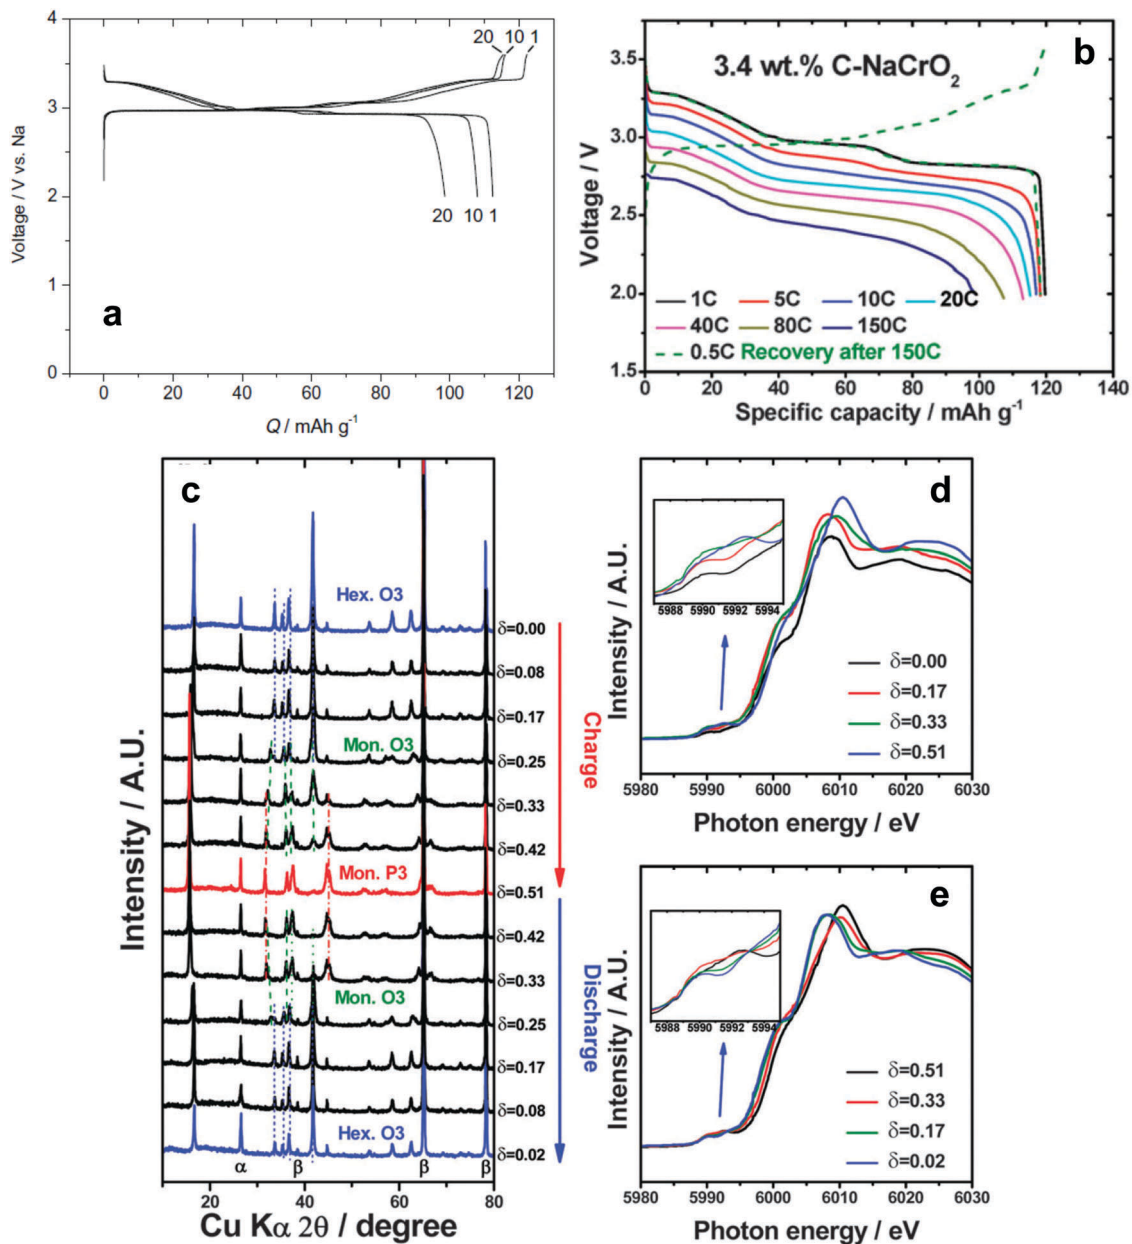 a
4
3
2
1
0
Voltage / V vs. Na
20 10 1
20 10 1
0 20 40 60 80 100 120
Q / mAh g⁻¹
b
3.4 wt.% C-NaCrO₂
3.5
3.0
2.5
2.0
1.5
Voltage / V
1C 5C 10C 20C
40C 80C 150C
0.5C Recovery after 150C
0 20 40 60 80 100 120 140
Specific capacity / mAh g⁻¹
c
Intensity / A.U.
Hex. O3
δ=0.00
δ=0.08
δ=0.17
Mon. O3
δ=0.25
δ=0.33
δ=0.42
Mon. P3
δ=0.51
δ=0.42
δ=0.33
Mon. O3
δ=0.25
δ=0.17
δ=0.08
Hex. O3
δ=0.02
α β β β
20 40 60 80
Cu Kα 2θ / degree
Charge
Discharge
d
Intensity / A.U.
5988 5990 5992 5994
δ=0.00
δ=0.17
δ=0.33
δ=0.51
5980 5990 6000 6010 6020 6030
Photon energy / eV
e
Intensity / A.U.
5988 5990 5992 5994
δ=0.51
δ=0.33
δ=0.17
δ=0.02
5980 5990 6000 6010 6020 6030
Photon energy / eV